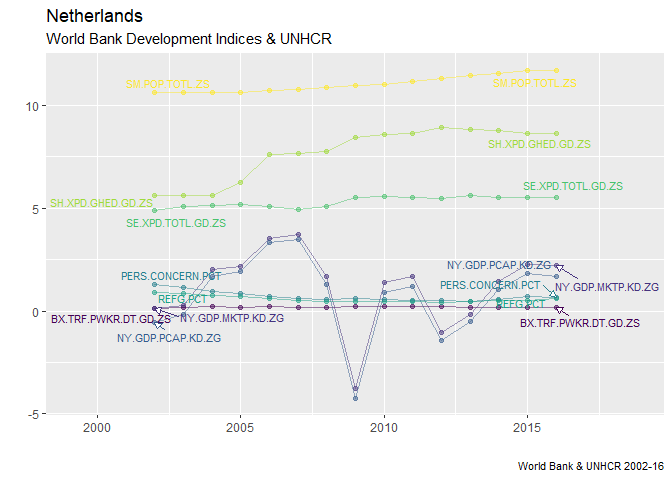 Netherlands
World Bank Development Indices & UNHCR
SM.POP.TOTL.ZS
SM.POP.TOTL.ZS
10
SH.XPD.GHED.GD.ZS
SE.XPD.TOTL.GD.ZS
SH.XPD.GHED.GD.ZS
5
SE.XPD.TOTL.GD.ZS
NY.GDP.PCAP.KD.ZG
PERS.CONCERN.PCT
PERS.CONCERN.PCT
NY.GDP.MKTP.KD.ZG
REFG.PCT
REFG.PCT
0
BX.TRF.PWKR.DT.GD.ZS
NY.GDP.MKTP.KD.ZG
BX.TRF.PWKR.DT.GD.ZS
NY.GDP.PCAP.KD.ZG
-5
2000
2005
2010
2015
World Bank & UNHCR 2002-16